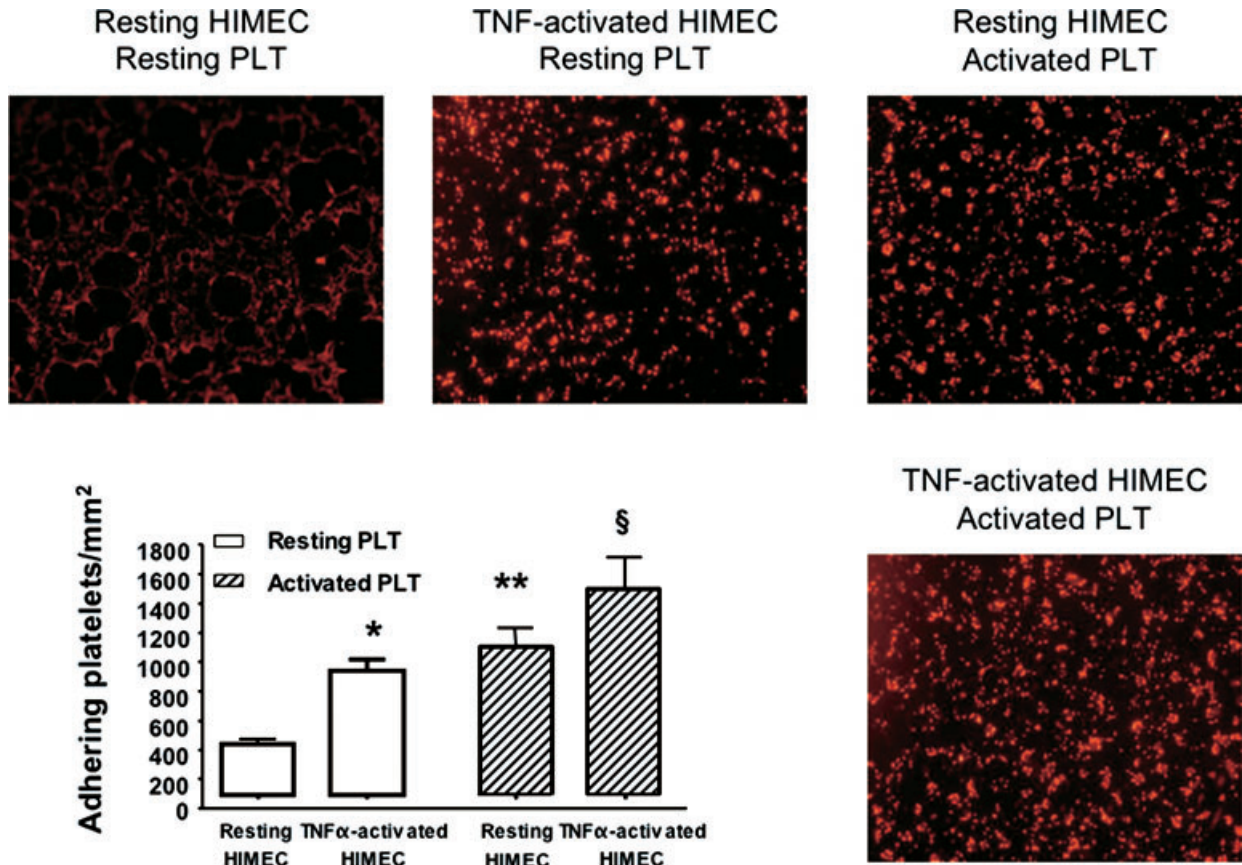 Resting HIMEC
Resting PLT
TNF-activated HIMEC
Resting PLT
Resting HIMEC
Activated PLT
TNF-activated HIMEC
Activated PLT
Adhering platelets/mm²
1800
1600
1400
1200
1000
800
600
400
200
0
Resting PLT
Activated PLT
*
**
§
Resting
HIMEC
TNFα-activated
HIMEC
Resting
HIMEC
TNFα-activated
HIMEC